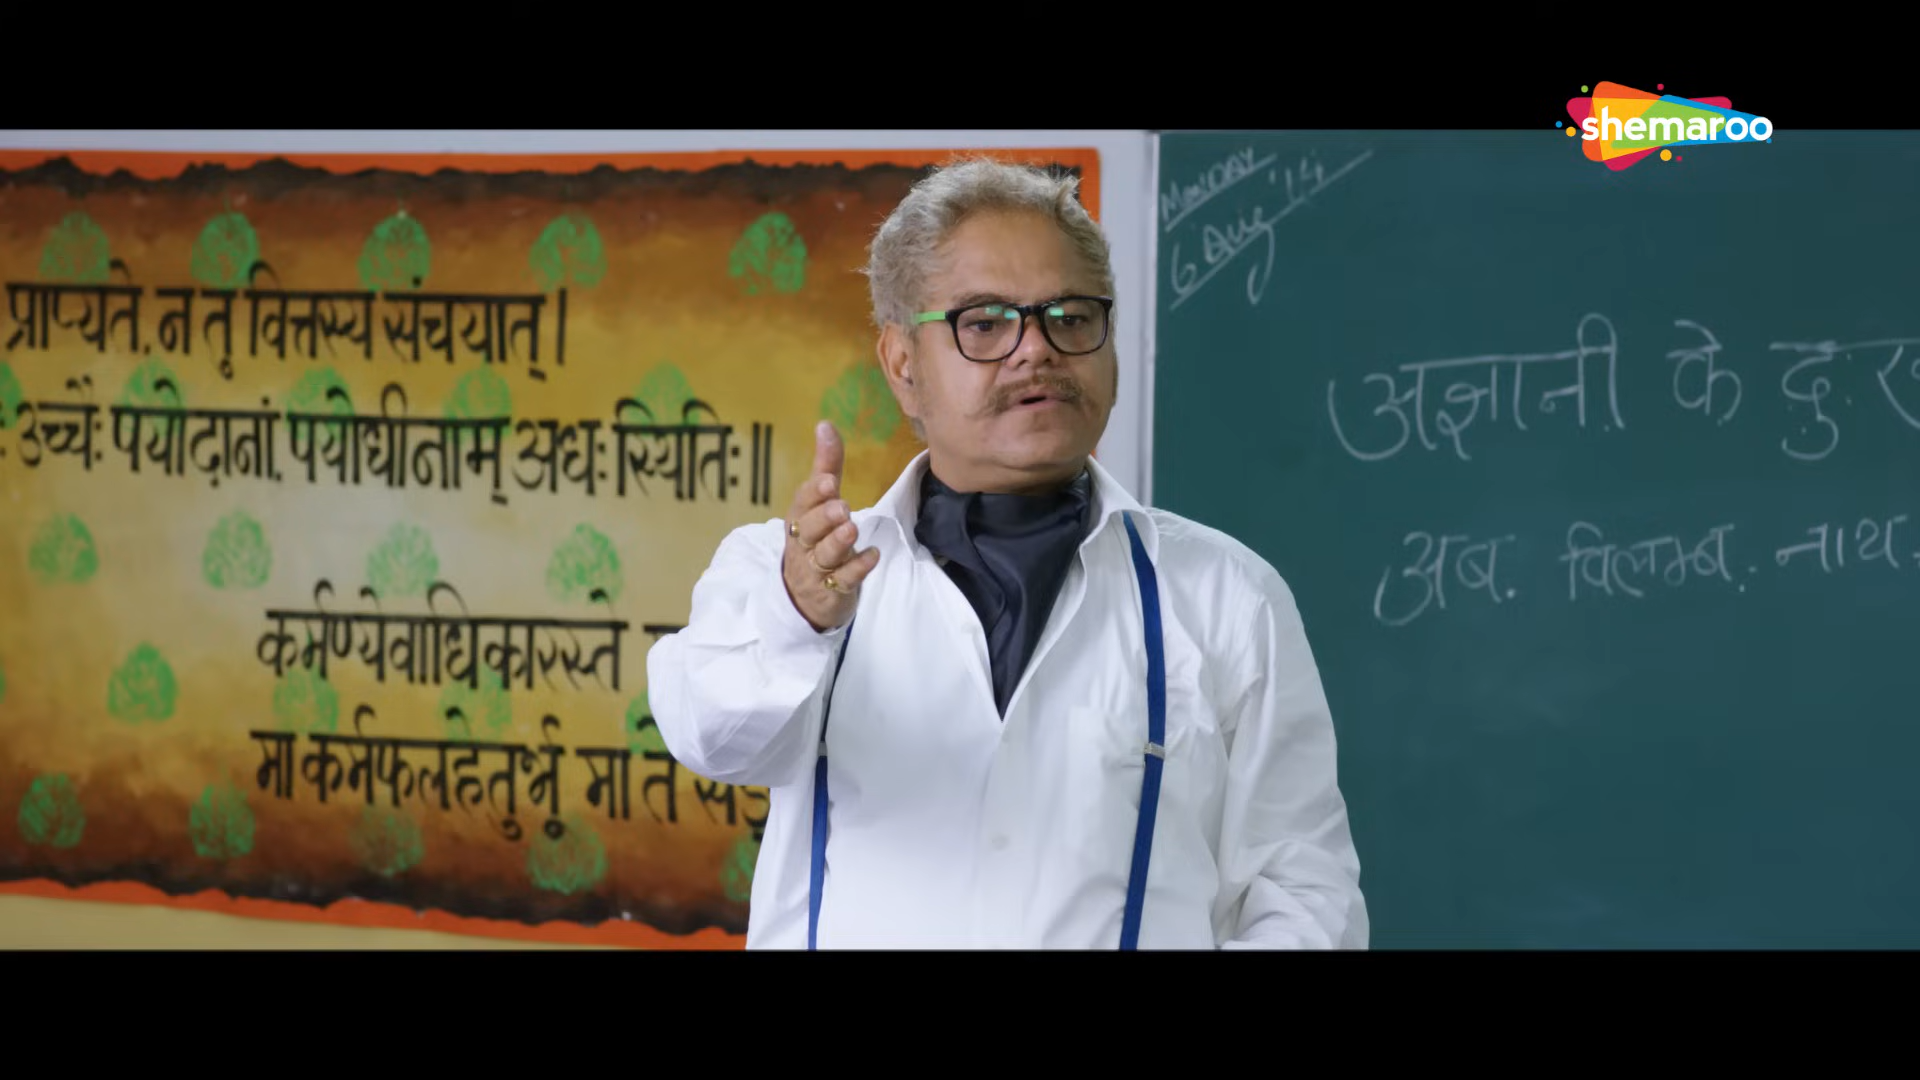 प्राप्यते. न तु वित्तस्य संचयात्।
उच्चैः पयोदानां. पयोधीनाम् अधः स्थितिः॥
कर्मण्येवाधिकारस्ते
मा कर्मफलहेतुर्भू मा ते सङ्
MONDAY
6 Aug '14
अज्ञानी के दुःख
अब. विलम्ब. नाथ.
shemaroo